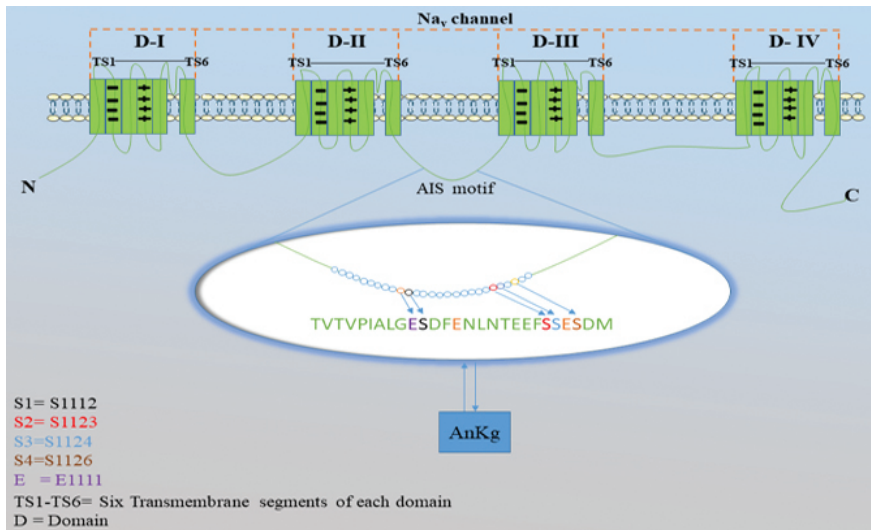 Nav channel
D-I D-II D-III D- IV
TS1 TS6 TS1 TS6 TS1 TS6 TS1 TS6
N
AIS motif
C
TVTVPIALGESDFENLNTEEFSSESDM
AnKg
S1= S1112
S2= S1123
S3=S1124
S4=S1126
E = E1111
TS1-TS6= Six Transmembrane segments of each domain
D = Domain